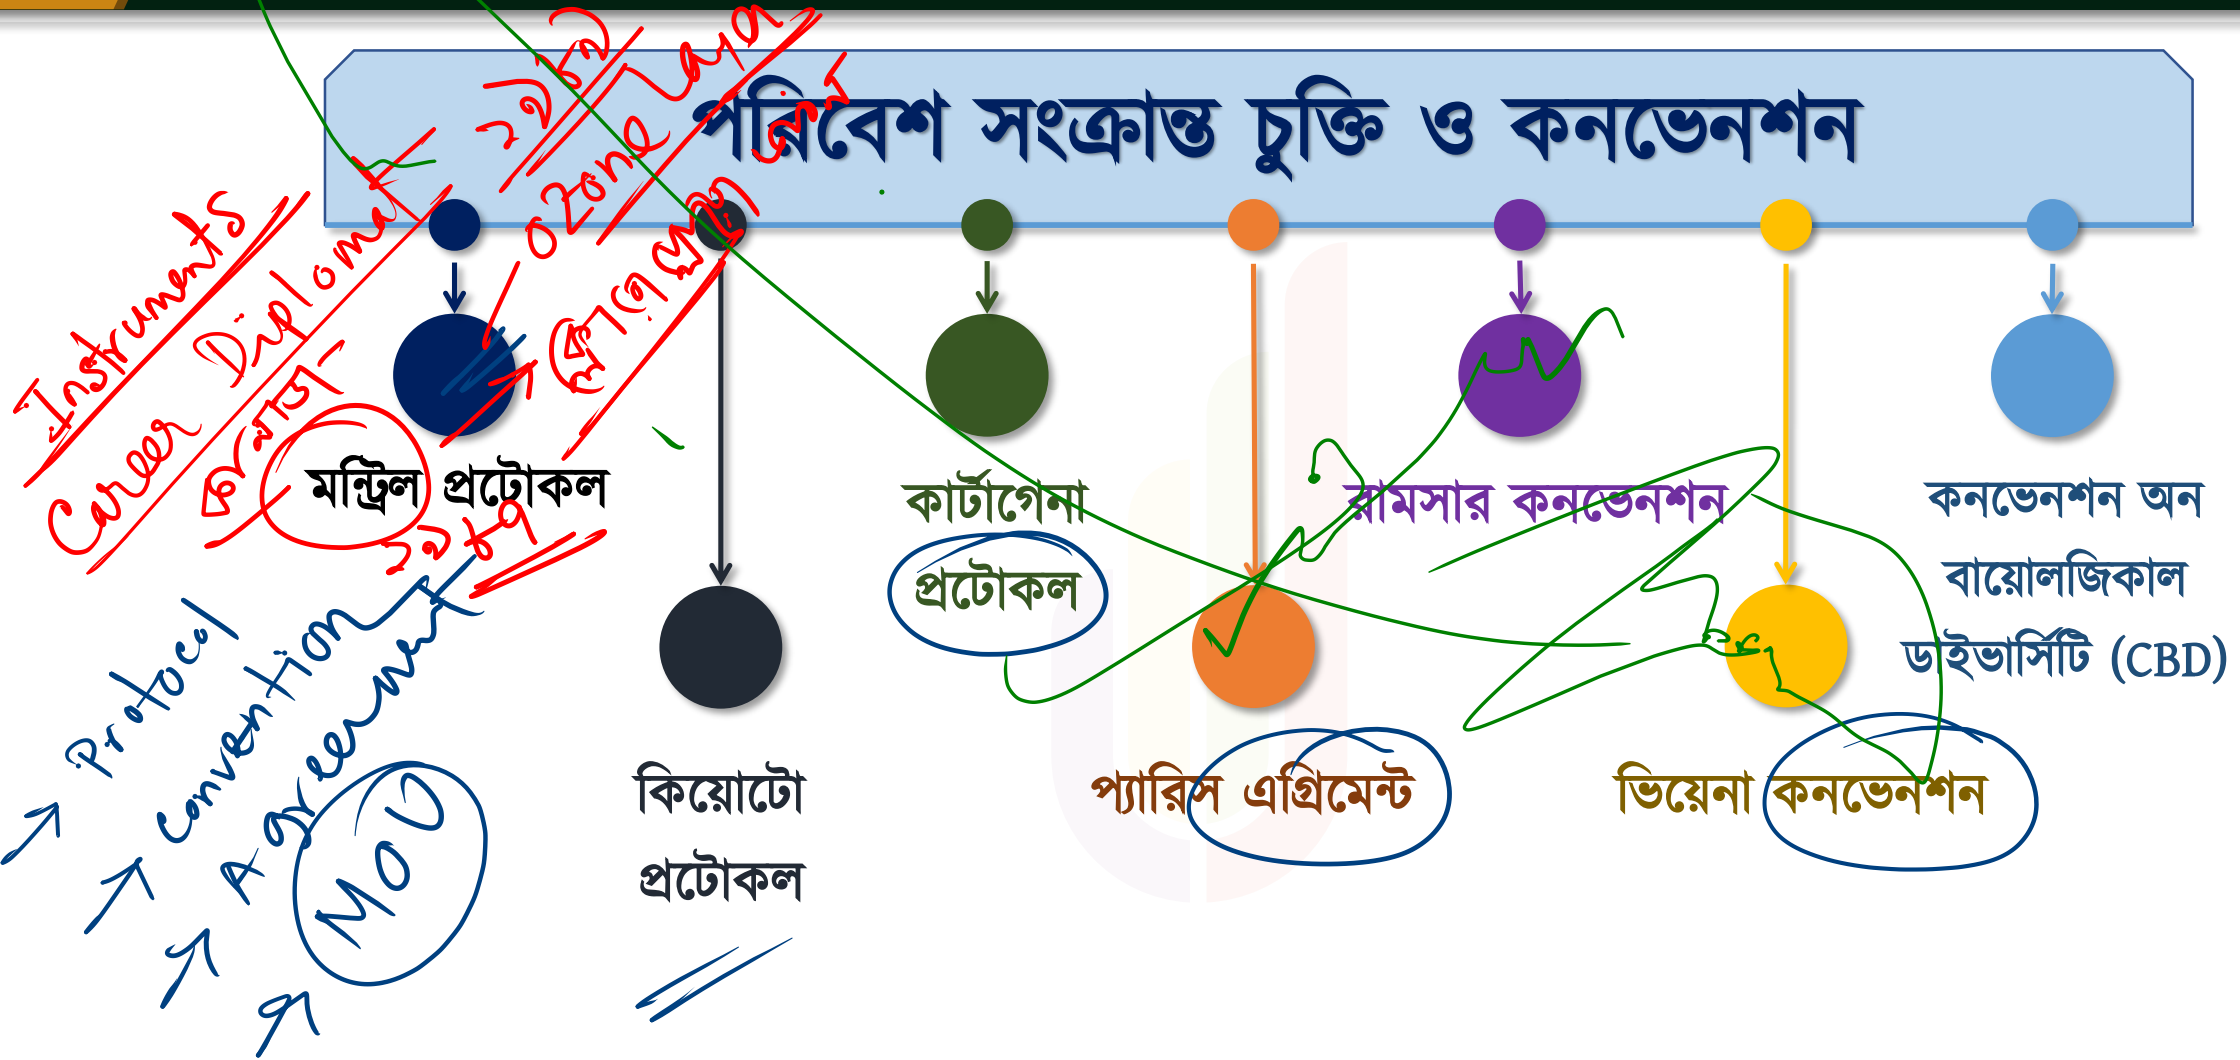 পরিবেশ সংক্রান্ত চুক্তি ও কনভেনশন
Instruments
Career Diplomat
কানাডা
ozone Layer
মন্ট্রিল প্রটোকল
১৯৮৭
কিয়োটো
প্রটোকল
কার্টাগেনা
প্রটোকল
প্যারিস এগ্রিমেন্ট
রামসার কনভেনশন
ভিয়েনা কনভেনশন
কনভেনশন অন
বায়োলজিকাল
ডাইভার্সিটি (CBD)
Protocol
Convention
Agreement
MOU